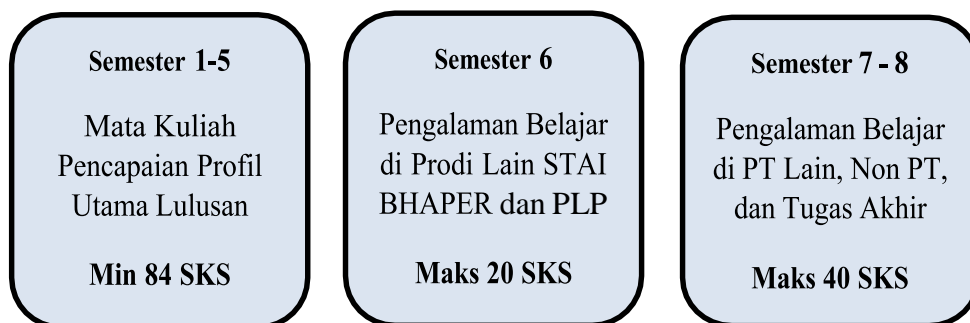 Semester 1-5
Mata Kuliah
Pencapaian Profil
Utama Lulusan
Min 84 SKS
Semester 6
Pengalaman Belajar
di Prodi Lain STAI
BHAPER dan PLP
Maks 20 SKS
Semester 7 - 8
Pengalaman Belajar
di PT Lain, Non PT,
dan Tugas Akhir
Maks 40 SKS